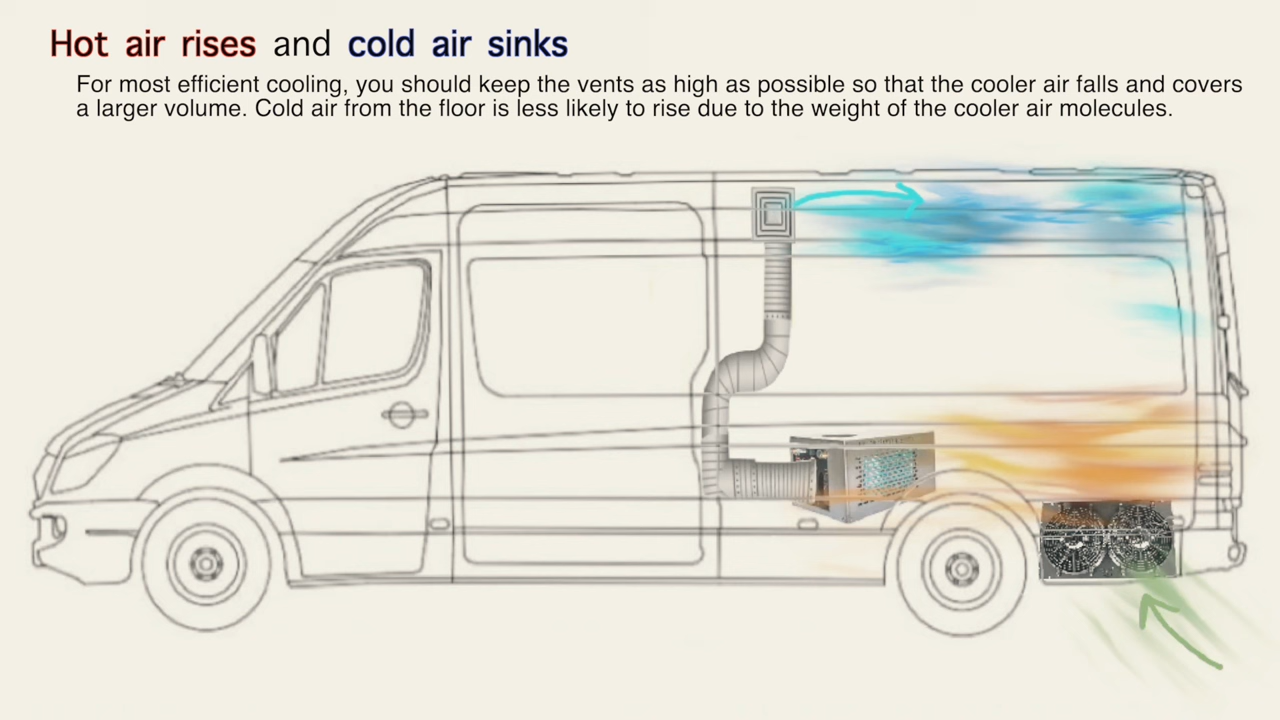 Hot air rises and cold air sinks
For most efficient cooling, you should keep the vents as high as possible so that the cooler air falls and covers
a larger volume. Cold air from the floor is less likely to rise due to the weight of the cooler air molecules.